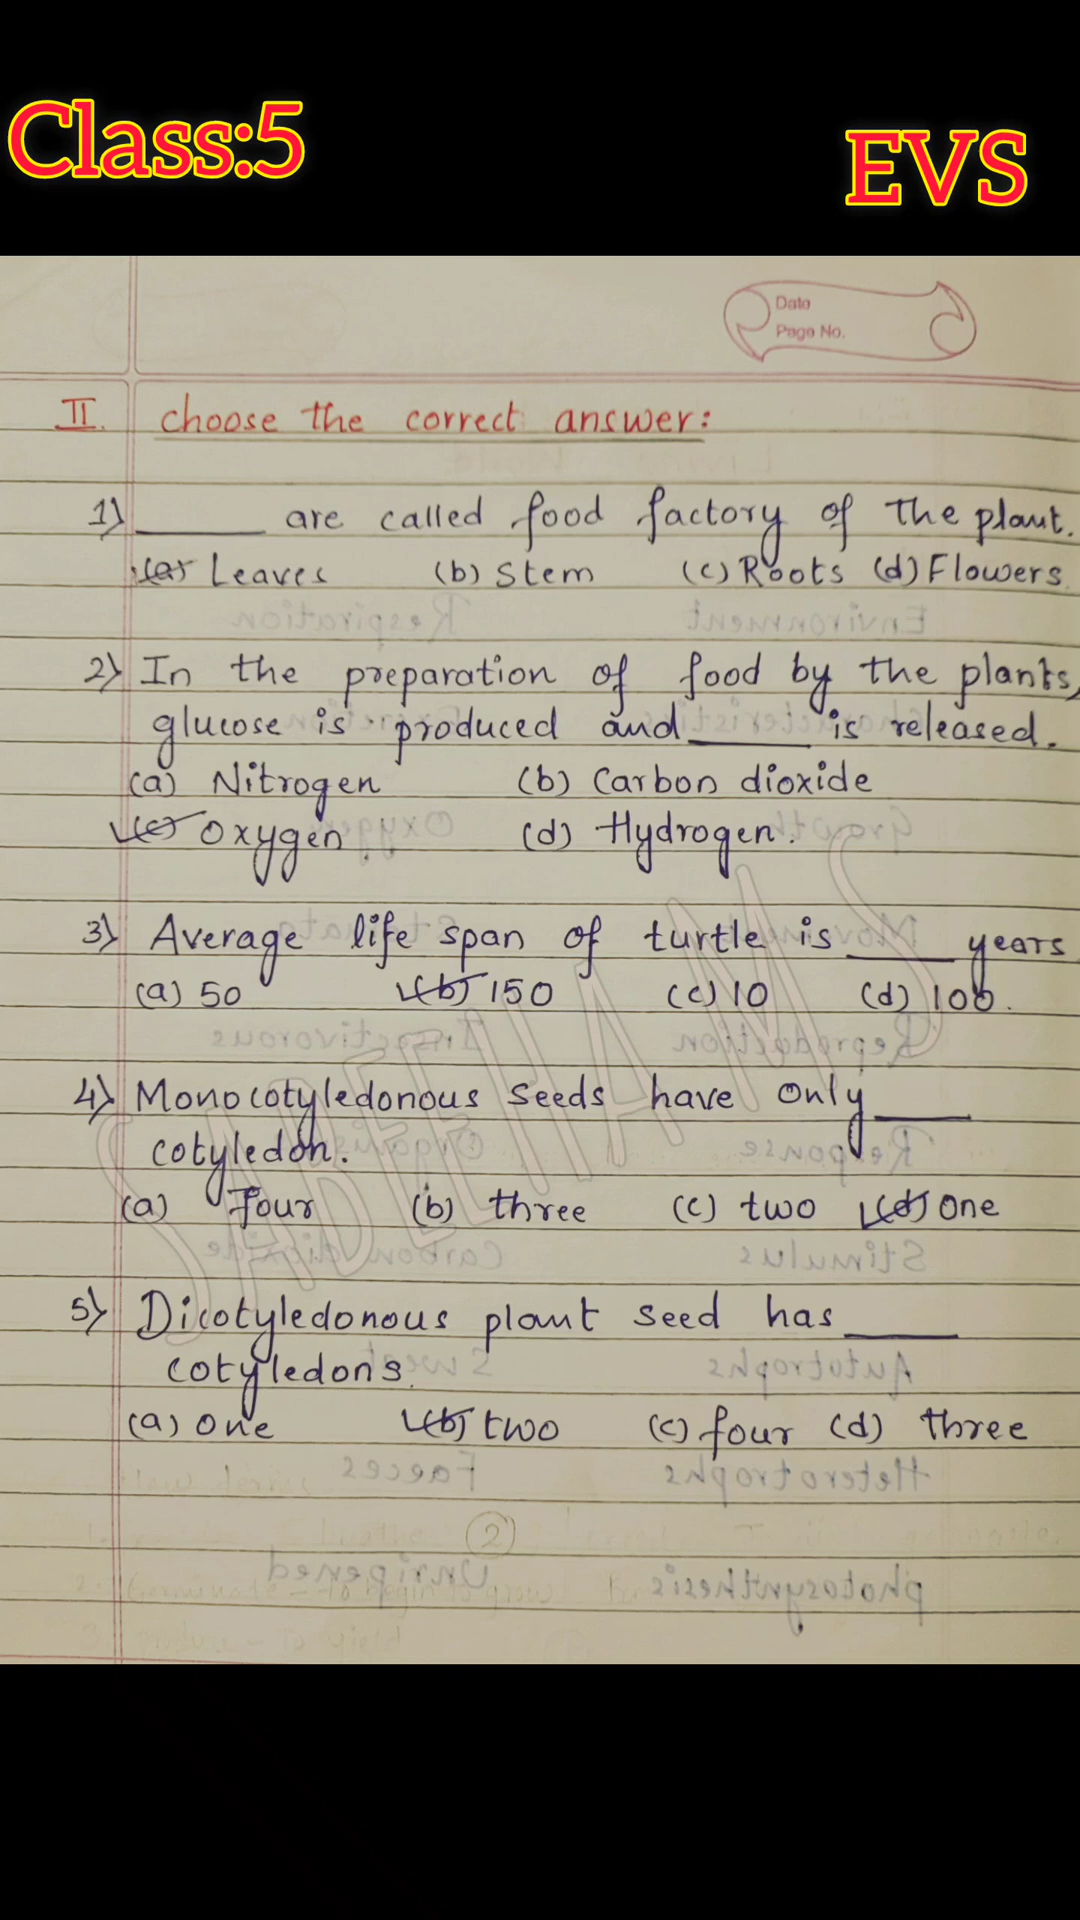 Class:5
EVS
Date
Page No.
II. choose the correct answer:
1) ______ are called food factory of the plant.
(a) Leaves (b) Stem (c) Roots (d) Flowers.
2) In the preparation of food by the plants,
glucose is produced and ______ is released.
(a) Nitrogen (b) Carbon dioxide
(c) Oxygen (d) Hydrogen.
3) Average life span of turtle is ______ years
(a) 50 (b) 150 (c) 10 (d) 100.
4) Monocotyledonous seeds have only ______
cotyledon.
(a) Four (b) three (c) two (d) One
5) Dicotyledonous plant seed has ______
cotyledons.
(a) One (b) two (c) four (d) three
2
SABEEHA M S